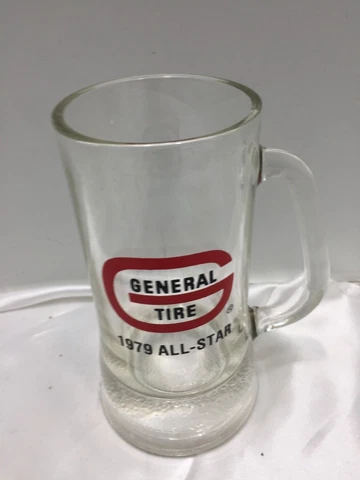 GENERAL
TIRE
®
1979 ALL-STAR